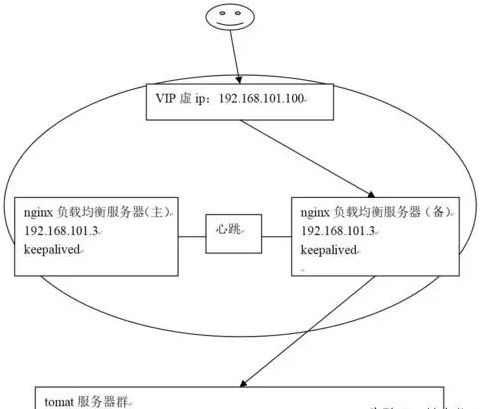 VIP 虚ip：192.168.101.100
nginx 负载均衡服务器（主）
192.168.101.3
keepalived
心跳
nginx 负载均衡服务器（备）
192.168.101.3
keepalived
tomat 服务器群